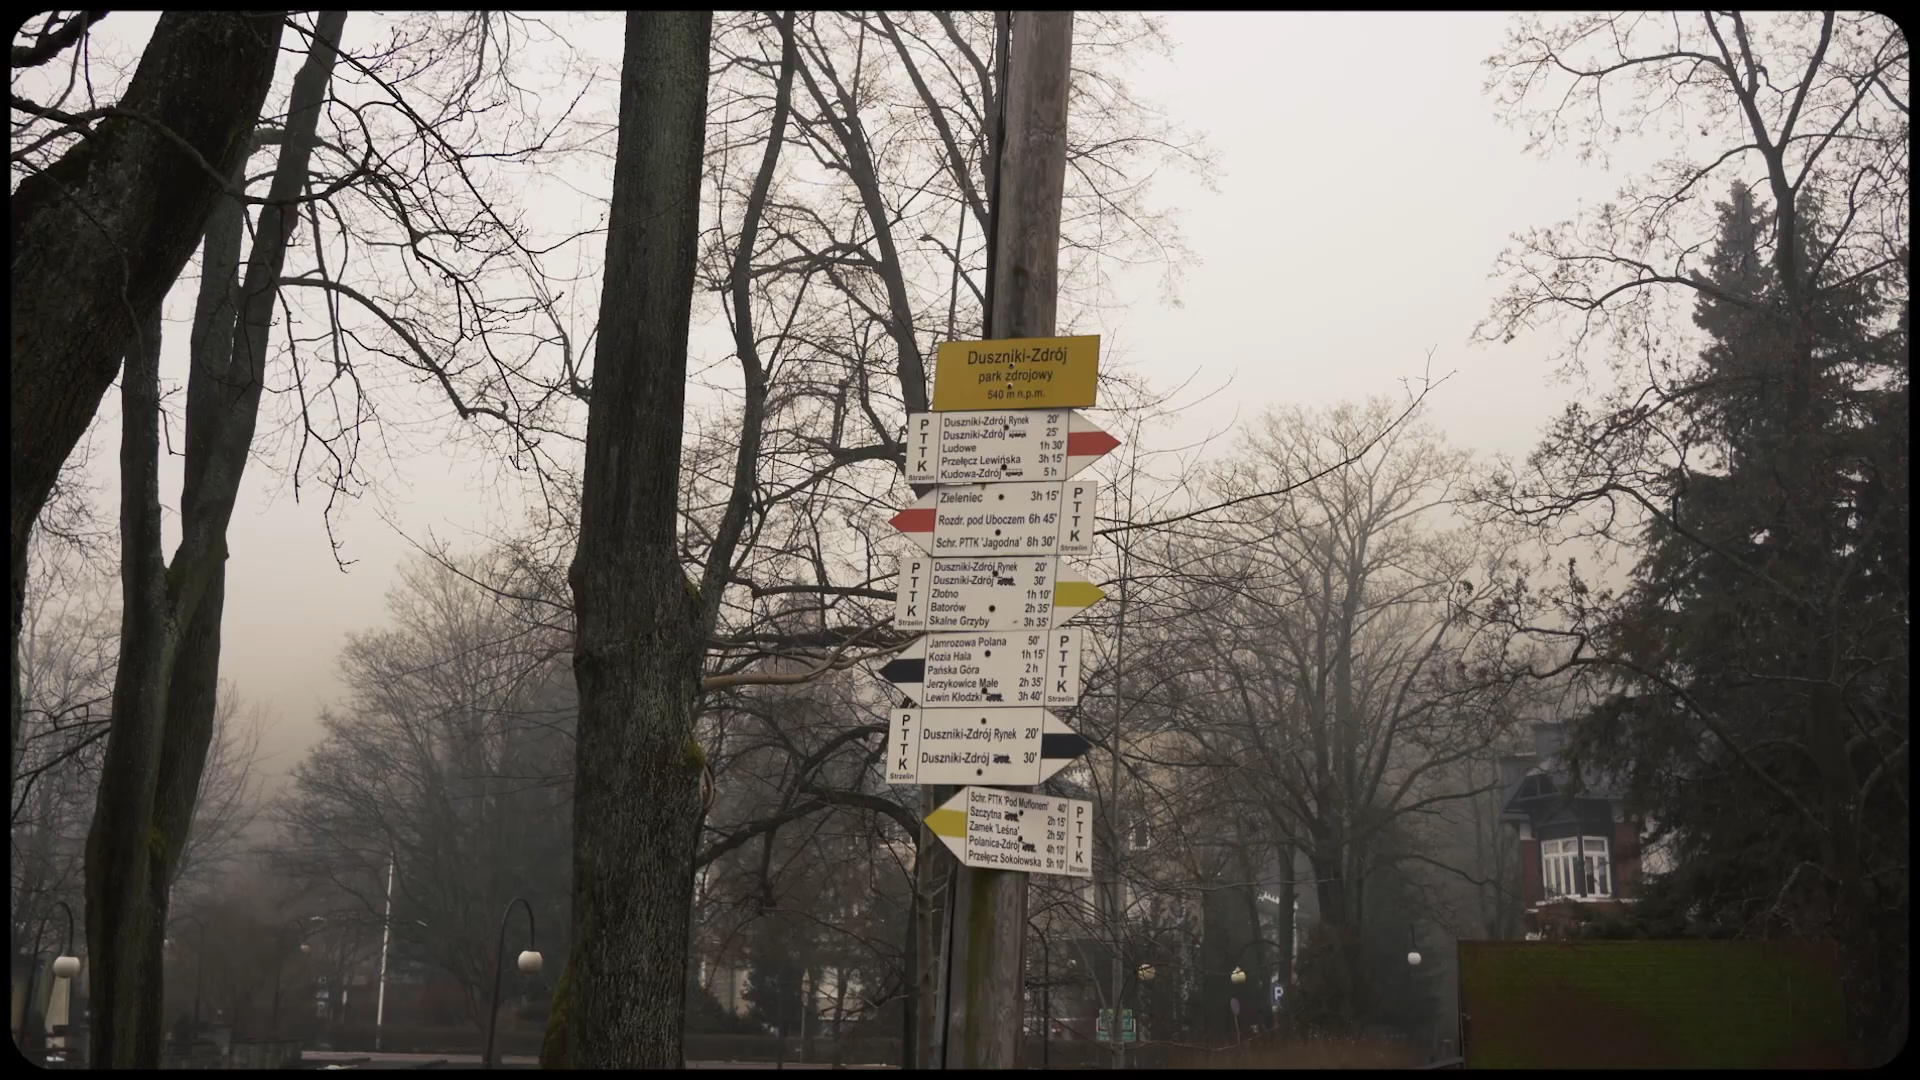 Duszniki-Zdrój
park zdrojowy
540 m n.p.m.
PTTK
Strzelin
Duszniki-Zdrój Rynek 20'
Duszniki-Zdrój 25'
Ludowe 1h 30'
Przełęcz Lewińska 3h 15'
Kudowa-Zdrój 5 h
Zieleniec 3h 15'
Rozdr. pod Uboczem 6h 45'
Schr. PTTK 'Jagodna' 8h 30'
PTTK
Strzelin
PTTK
Strzelin
Duszniki-Zdrój Rynek 20'
Duszniki-Zdrój 30'
Złotno 1h 10'
Batorów 2h 35'
Skalne Grzyby 3h 35'
Jamrozowa Polana 50'
Kozia Hala 1h 15'
Pańska Góra 2 h
Jerzykowice Małe 2h 35'
Lewin Kłodzki 3h 40'
PTTK
Strzelin
PTTK
Strzelin
Duszniki-Zdrój Rynek 20'
Duszniki-Zdrój 30'
Schr. PTTK 'Pod Muflonem' 40'
Szczytna 2h 15'
Zamek 'Leśna' 2h 50'
Polanica-Zdrój 4h 10'
Przełęcz Sokołowska 5h 10'
PTTK
Strzelin
P